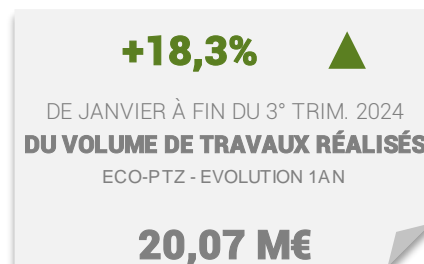 +18,3%
DE JANVIER À FIN DU 3° TRIM. 2024
DU VOLUME DE TRAVAUX RÉALISÉS
ECO-PTZ - EVOLUTION 1AN
20,07 M€